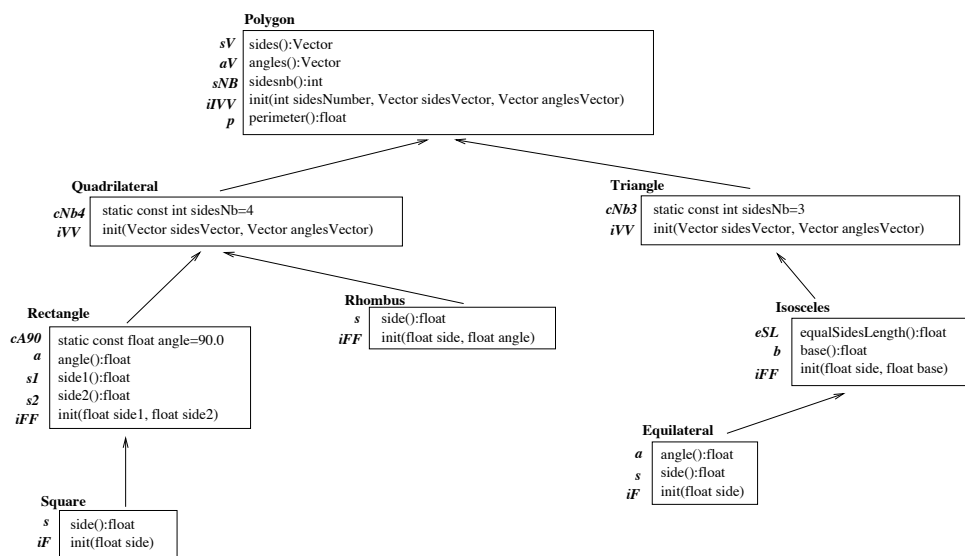 Polygon
sV sides():Vector
aV angles():Vector
sNB sidesnb():int
iIVV init(int sidesNumber, Vector sidesVector, Vector anglesVector)
p perimeter():float
Quadrilateral
cNb4 static const int sidesNb=4
iVV init(Vector sidesVector, Vector anglesVector)
Triangle
cNb3 static const int sidesNb=3
iVV init(Vector sidesVector, Vector anglesVector)
Rectangle
cA90 static const float angle=90.0
a angle():float
s1 side1():float
s2 side2():float
iFF init(float side1, float side2)
Rhombus
s side():float
iFF init(float side, float angle)
Isosceles
eSL equalSidesLength():float
b base():float
iFF init(float side, float base)
Equilateral
a angle():float
s side():float
iF init(float side)
Square
s side():float
iF init(float side)